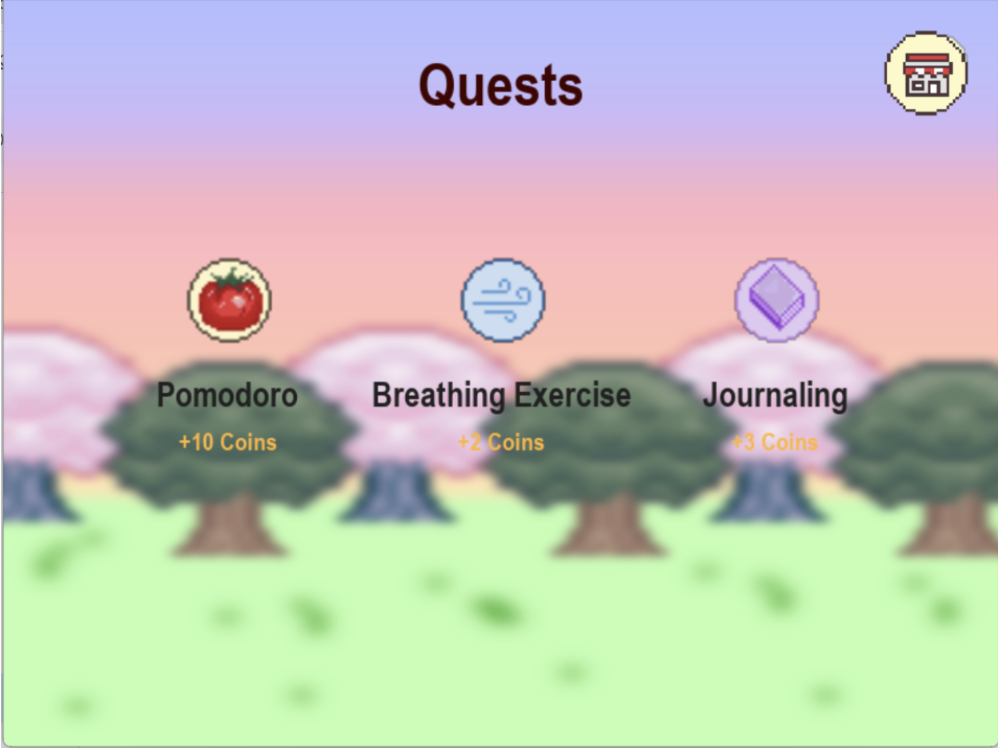 Quests
Pomodoro
Breathing Exercise
Journaling
+10 Coins
+2 Coins
+3 Coins